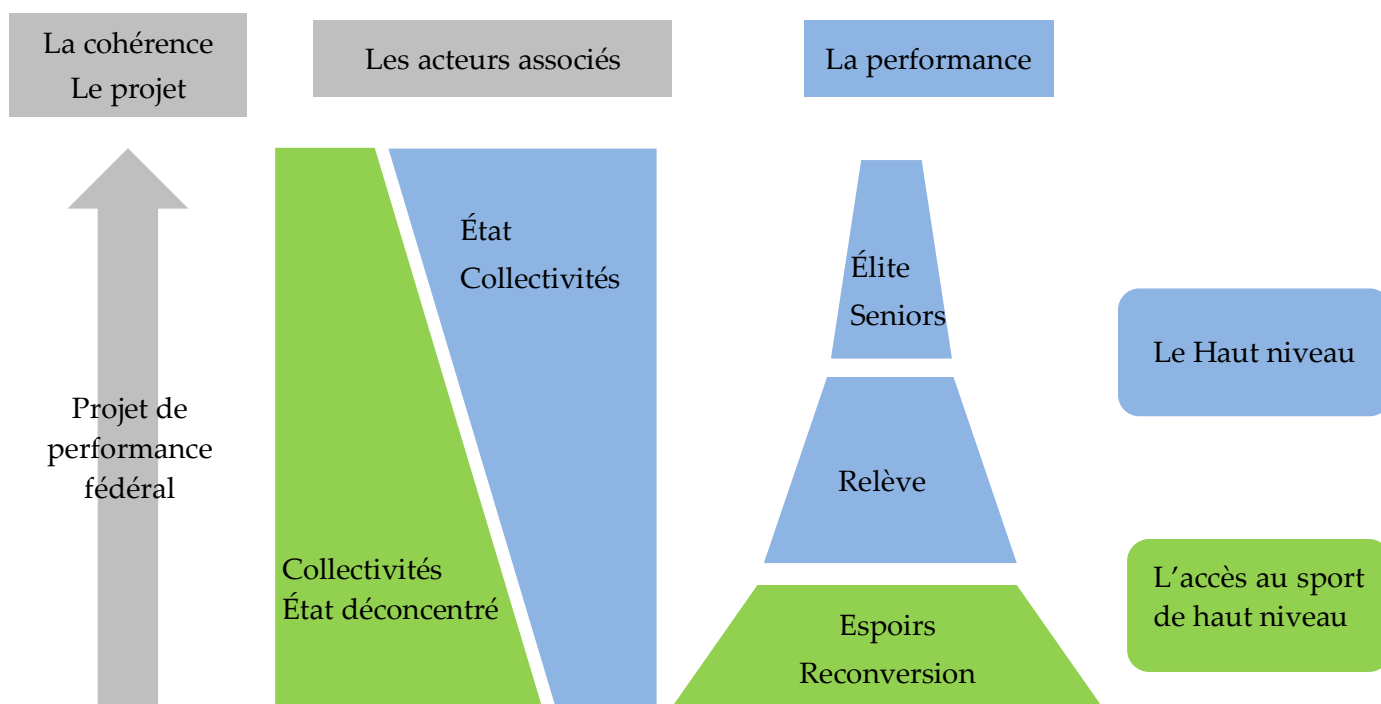 La cohérence
Le projet
Les acteurs associés
La performance
Projet de
performance
fédéral
État
Collectivités
Collectivités
État déconcentré
Élite
Seniors
Relève
Espoirs
Reconversion
Le Haut niveau
L’accès au sport
de haut niveau